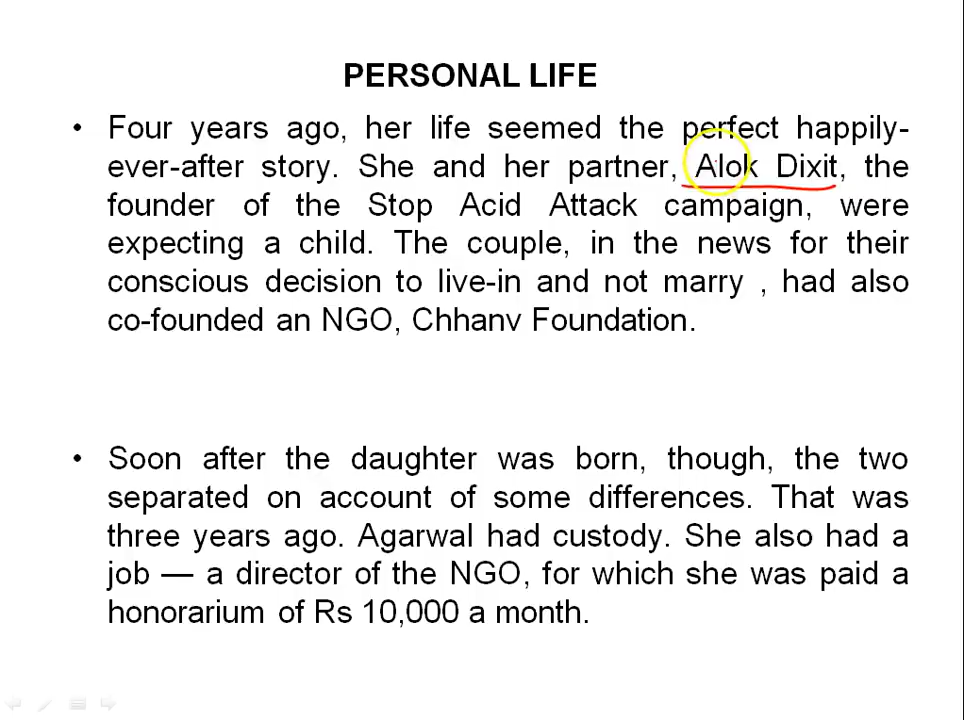 PERSONAL LIFE
• Four years ago, her life seemed the perfect happily-
ever-after story. She and her partner, Alok Dixit, the
founder of the Stop Acid Attack campaign, were
expecting a child. The couple, in the news for their
conscious decision to live-in and not marry , had also
co-founded an NGO, Chhanv Foundation.
• Soon after the daughter was born, though, the two
separated on account of some differences. That was
three years ago. Agarwal had custody. She also had a
job — a director of the NGO, for which she was paid a
honorarium of Rs 10,000 a month.